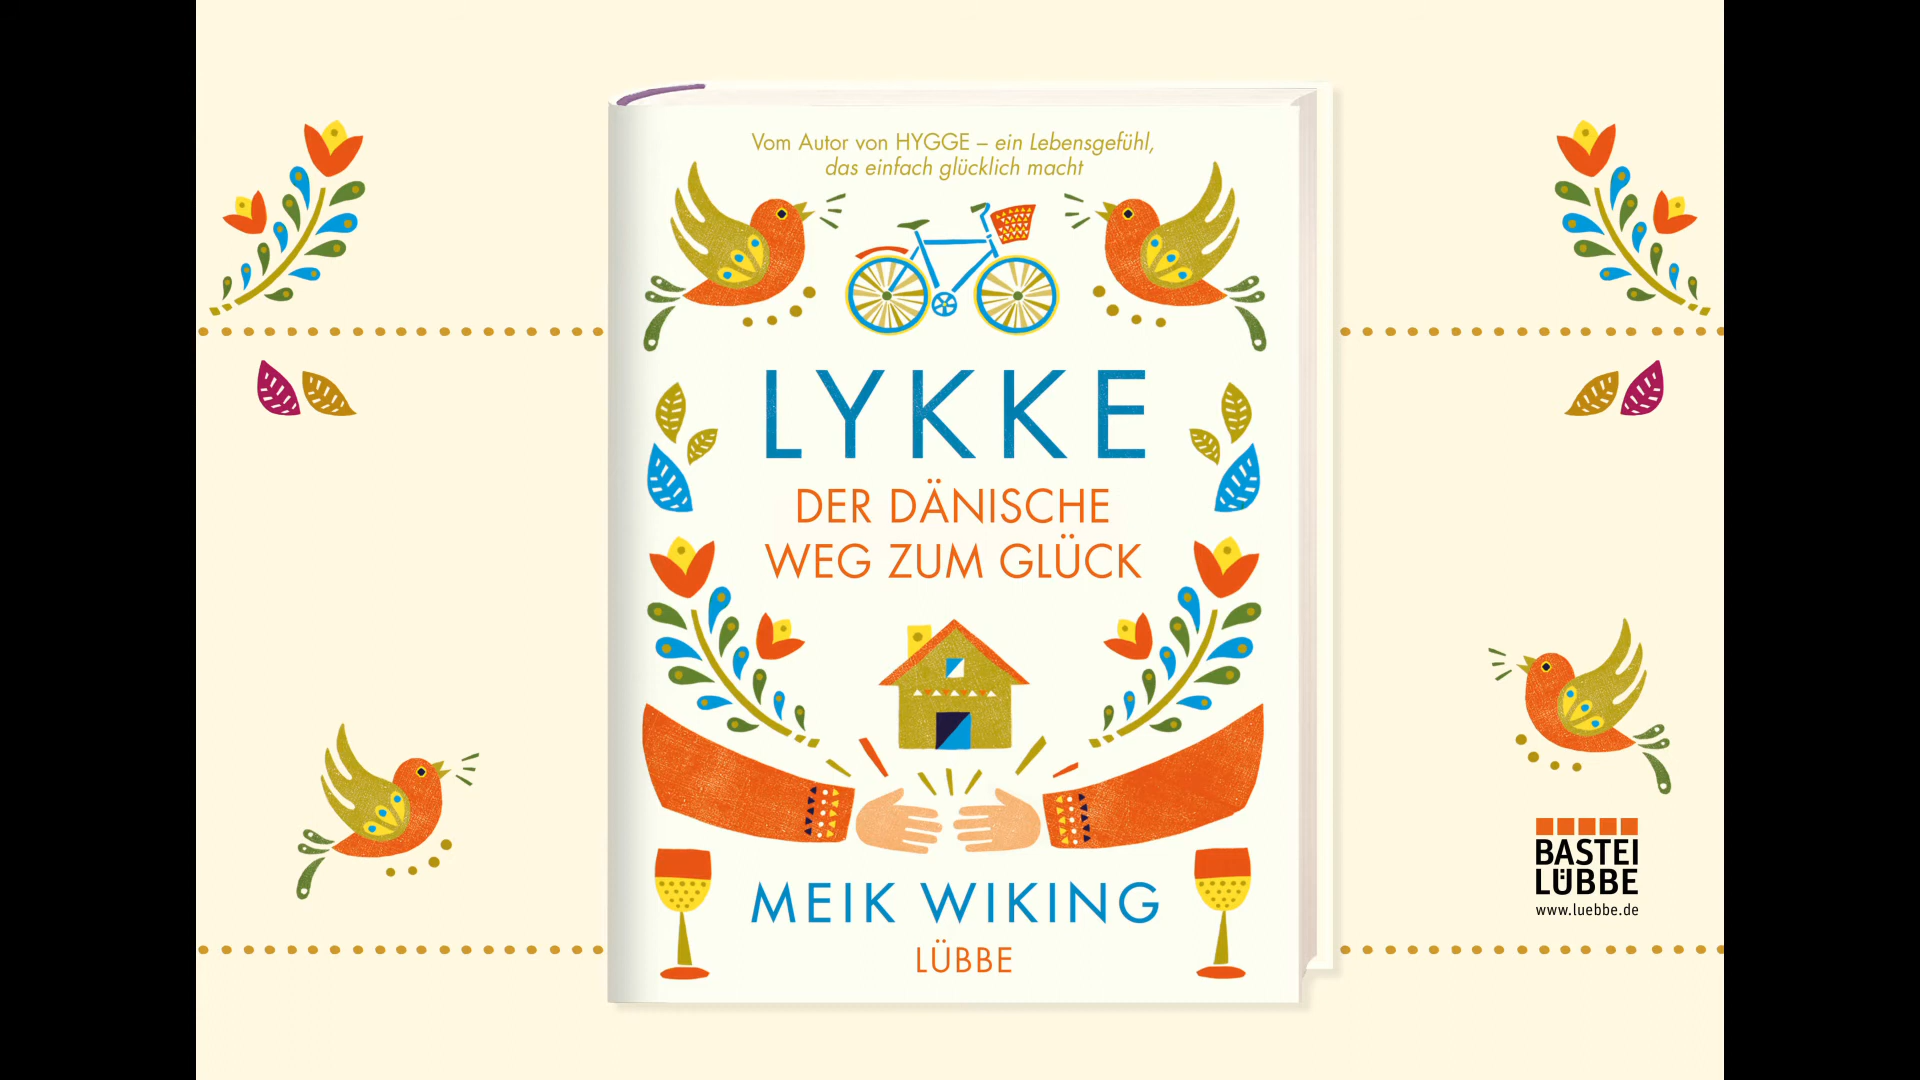 Vom Autor von HYGGE – ein Lebensgefühl,
das einfach glücklich macht
LYKKE
DER DÄNISCHE
WEG ZUM GLÜCK
MEIK WIKING
LÜBBE
BASTEI
LÜBBE
www.luebbe.de